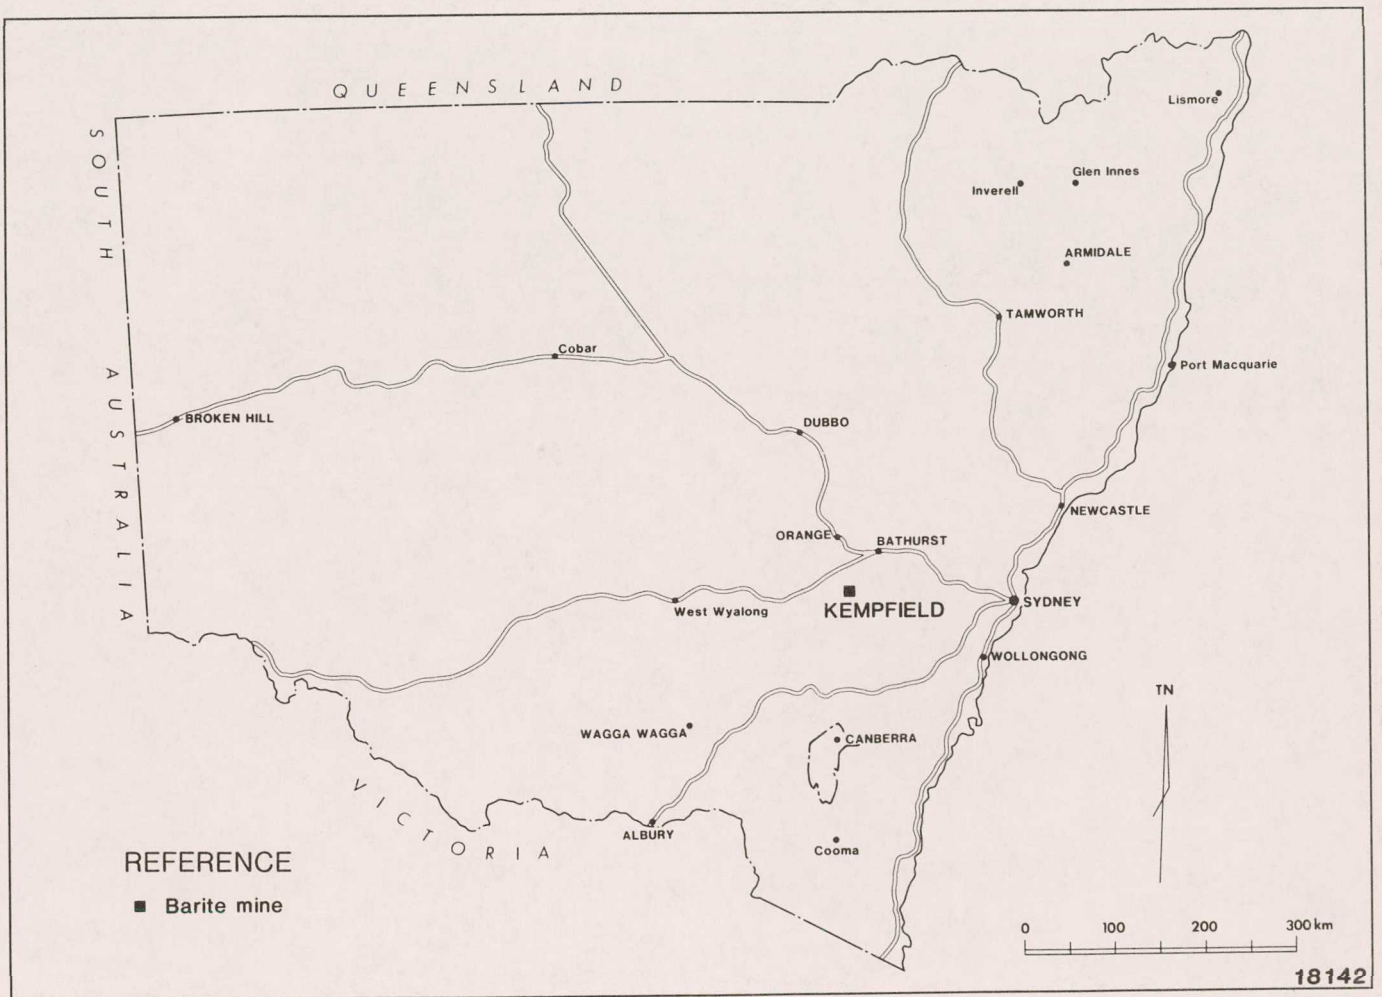 QUEENSLAND
Lismore
SOUTH AUSTRALIA
Glen Innes
Inverell
ARMIDALE
TAMWORTH
Cobar
Port Macquarie
BROKEN HILL
DUBBO
NEWCASTLE
ORANGE
BATHURST
KEMPFIELD
SYDNEY
West Wyalong
WOLLONGONG
TN
WAGGA WAGGA
CANBERRA
VICTORIA
ALBURY
Cooma
REFERENCE
Barite mine
0 100 200 300 km
18142